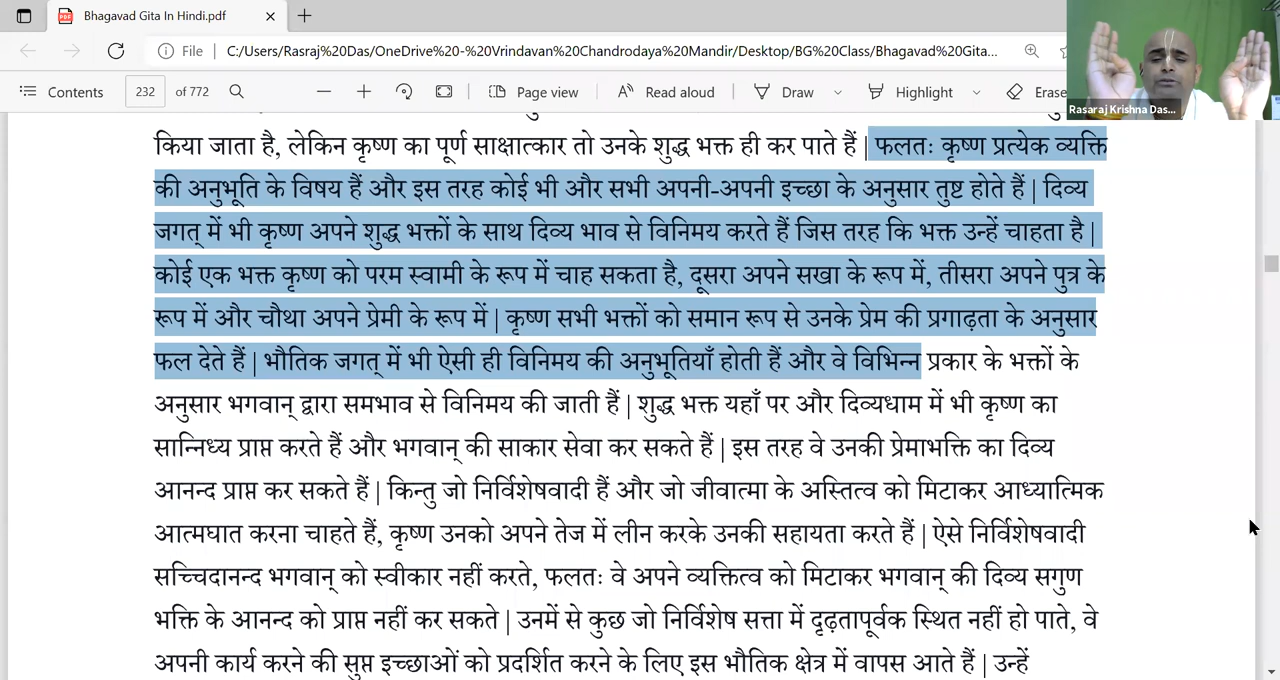 Bhagavad Gita In Hindi.pdf
File C:/Users/Rasraj%20Das/OneDrive%20-%20Vrindavan%20Chandrodaya%20Mandir/Desktop/BG%20Class/Bhagavad%20Gita...
Contents 232 of 772 Page view Read aloud Draw Highlight Erase
Rasaraj Krishna Das...
किया जाता है, लेकिन कृष्ण का पूर्ण साक्षात्कार तो उनके शुद्ध भक्त ही कर पाते हैं | फलतः कृष्ण प्रत्येक व्यक्ति
की अनुभूति के विषय हैं और इस तरह कोई भी और सभी अपनी-अपनी इच्छा के अनुसार तुष्ट होते हैं | दिव्य
जगत् में भी कृष्ण अपने शुद्ध भक्तों के साथ दिव्य भाव से विनिमय करते हैं जिस तरह कि भक्त उन्हें चाहता है |
कोई एक भक्त कृष्ण को परम स्वामी के रूप में चाह सकता है, दूसरा अपने सखा के रूप में, तीसरा अपने पुत्र के
रूप में और चौथा अपने प्रेमी के रूप में | कृष्ण सभी भक्तों को समान रूप से उनके प्रेम की प्रगाढ़ता के अनुसार
फल देते हैं | भौतिक जगत् में भी ऐसी ही विनिमय की अनुभूतियाँ होती हैं और वे विभिन्न प्रकार के भक्तों के
अनुसार भगवान् द्वारा समभाव से विनिमय की जाती हैं | शुद्ध भक्त यहाँ पर और दिव्यधाम में भी कृष्ण का
सान्निध्य प्राप्त करते हैं और भगवान् की साकार सेवा कर सकते हैं | इस तरह वे उनकी प्रेमाभक्ति का दिव्य
आनन्द प्राप्त कर सकते हैं | किन्तु जो निर्विशेषवादी हैं और जो जीवात्मा के अस्तित्व को मिटाकर आध्यात्मिक
आत्मघात करना चाहते हैं, कृष्ण उनको अपने तेज में लीन करके उनकी सहायता करते हैं | ऐसे निर्विशेषवादी
सच्चिदानन्द भगवान् को स्वीकार नहीं करते, फलतः वे अपने व्यक्तित्व को मिटाकर भगवान् की दिव्य सगुण
भक्ति के आनन्द को प्राप्त नहीं कर सकते | उनमें से कुछ जो निर्विशेष सत्ता में दृढ़तापूर्वक स्थित नहीं हो पाते, वे
अपनी कार्य करने की सुप्त इच्छाओं को प्रदर्शित करने के लिए इस भौतिक क्षेत्र में वापस आते हैं | उन्हें